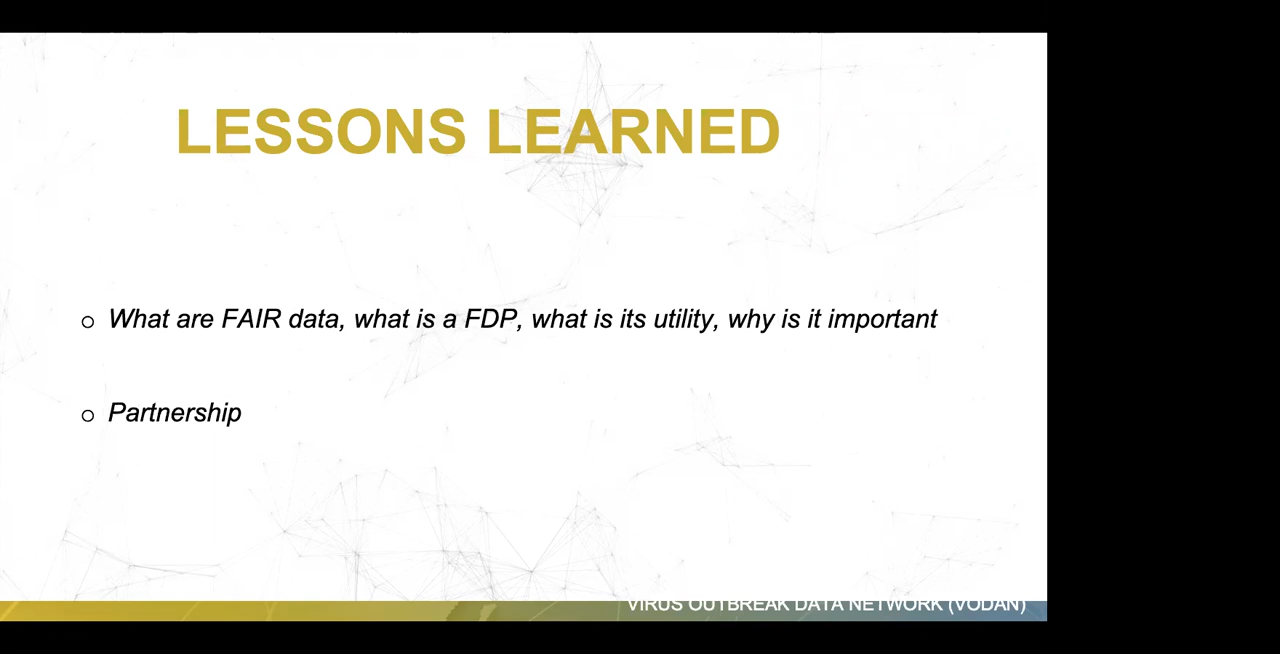 LESSONS LEARNED
o What are FAIR data, what is a FDP, what is its utility, why is it important
o Partnership
VIRUS OUTBREAK DATA NETWORK (VODAN)